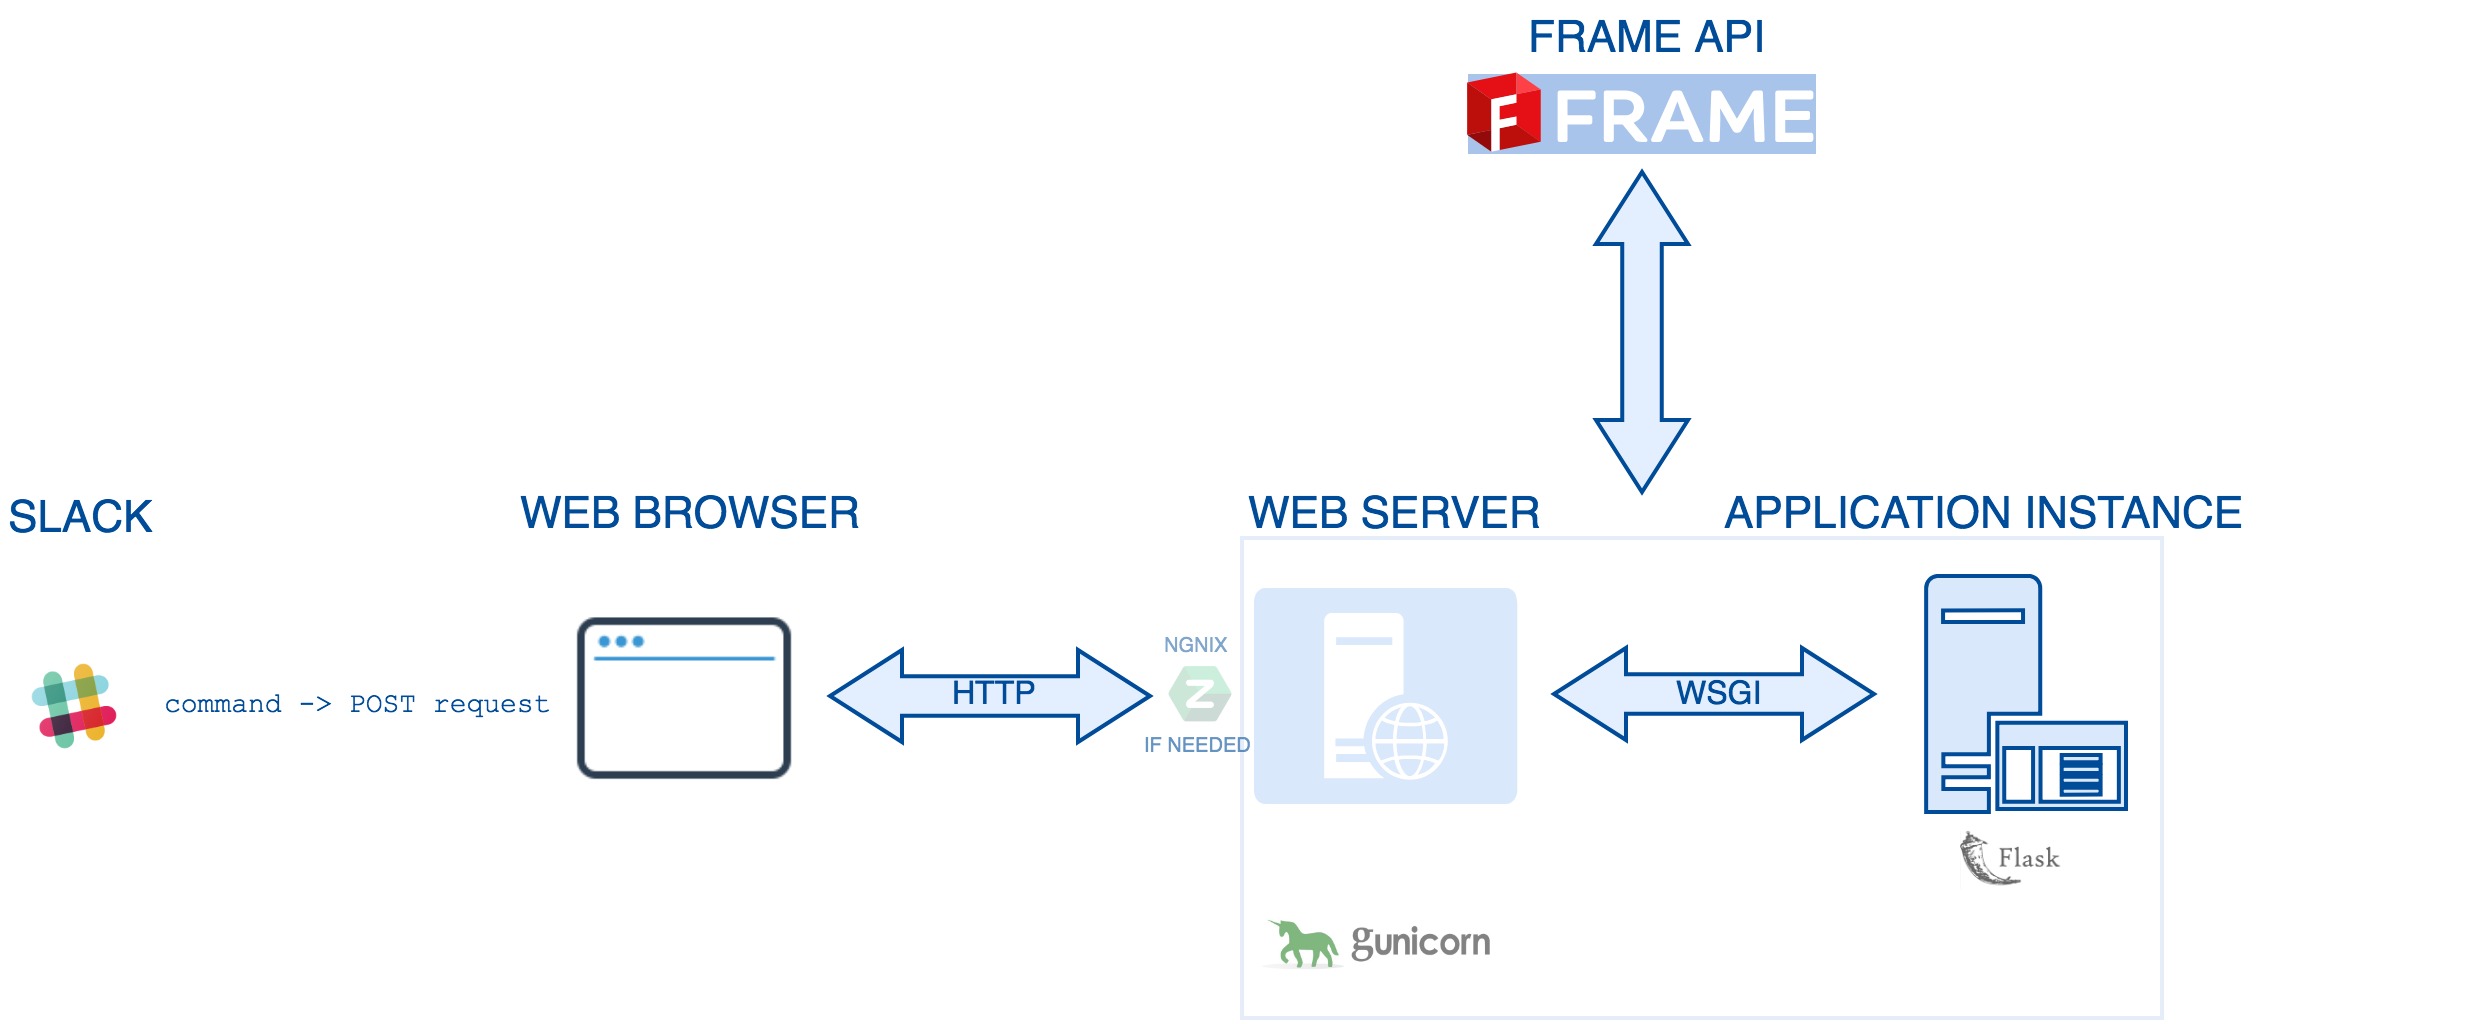 FRAME API
FRAME
SLACK
WEB BROWSER
WEB SERVER
APPLICATION INSTANCE
command -> POST request
HTTP
NGNIX
IF NEEDED
WSGI
Flask
gunicorn